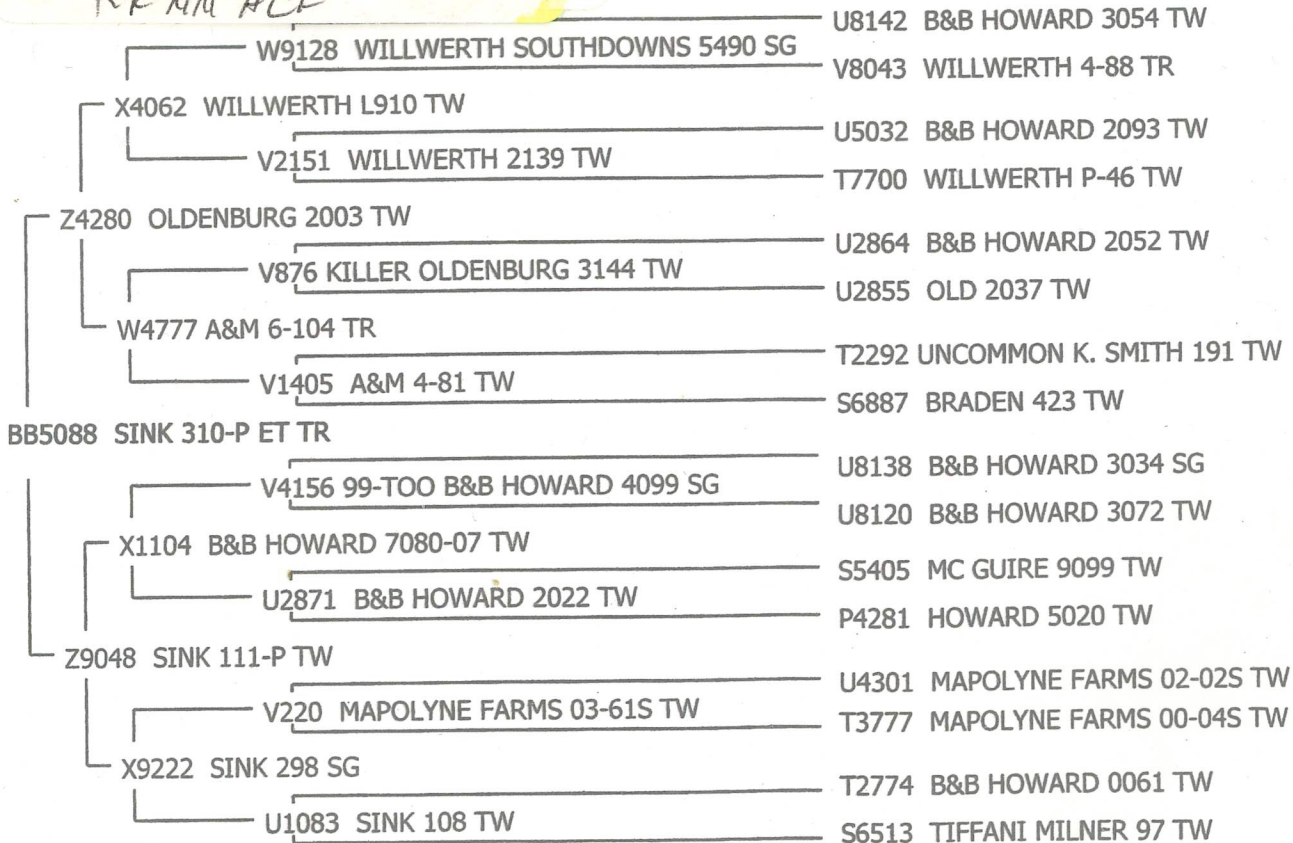 RR NM ACF
U8142 B&B HOWARD 3054 TW
W9128 WILLWERTH SOUTHDOWNS 5490 SG
V8043 WILLWERTH 4-88 TR
X4062 WILLWERTH L910 TW
U5032 B&B HOWARD 2093 TW
V2151 WILLWERTH 2139 TW
T7700 WILLWERTH P-46 TW
Z4280 OLDENBURG 2003 TW
U2864 B&B HOWARD 2052 TW
V876 KILLER OLDENBURG 3144 TW
U2855 OLD 2037 TW
W4777 A&M 6-104 TR
T2292 UNCOMMON K. SMITH 191 TW
V1405 A&M 4-81 TW
S6887 BRADEN 423 TW
BB5088 SINK 310-P ET TR
U8138 B&B HOWARD 3034 SG
V4156 99-TOO B&B HOWARD 4099 SG
U8120 B&B HOWARD 3072 TW
X1104 B&B HOWARD 7080-07 TW
S5405 MC GUIRE 9099 TW
U2871 B&B HOWARD 2022 TW
P4281 HOWARD 5020 TW
Z9048 SINK 111-P TW
U4301 MAPOLYNE FARMS 02-02S TW
V220 MAPOLYNE FARMS 03-61S TW
T3777 MAPOLYNE FARMS 00-04S TW
X9222 SINK 298 SG
T2774 B&B HOWARD 0061 TW
U1083 SINK 108 TW
S6513 TIFFANI MILNER 97 TW